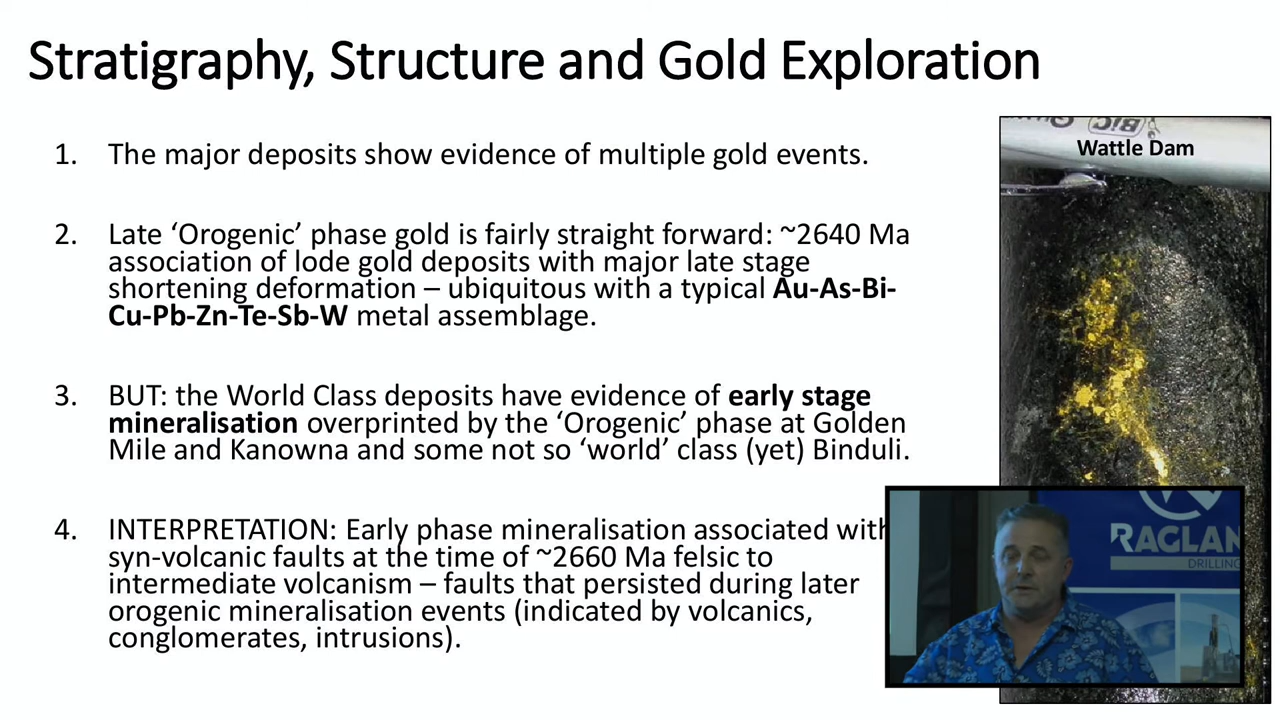 Stratigraphy, Structure and Gold Exploration
1. The major deposits show evidence of multiple gold events.
2. Late ‘Orogenic’ phase gold is fairly straight forward: ~2640 Ma
association of lode gold deposits with major late stage
shortening deformation – ubiquitous with a typical Au-As-Bi-
Cu-Pb-Zn-Te-Sb-W metal assemblage.
3. BUT: the World Class deposits have evidence of early stage
mineralisation overprinted by the ‘Orogenic’ phase at Golden
Mile and Kanowna and some not so ‘world’ class (yet) Binduli.
4. INTERPRETATION: Early phase mineralisation associated with
syn-volcanic faults at the time of ~2660 Ma felsic to
intermediate volcanism – faults that persisted during later
orogenic mineralisation events (indicated by volcanics,
conglomerates, intrusions).
BiC
Wattle Dam
RAGLAN
DRILLING